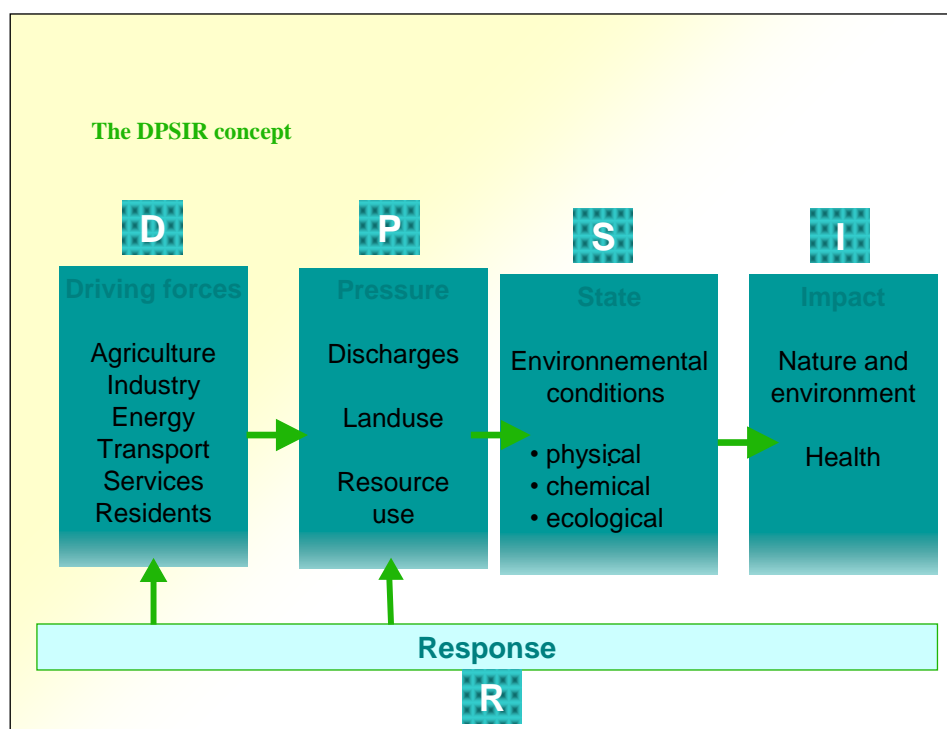 The DPSIR concept
D
Driving forces
Agriculture
Industry
Energy
Transport
Services
Residents
P
Pressure
Discharges
Landuse
Resource
use
S
State
Environnemental
conditions
• physical
• chemical
• ecological
I
Impact
Nature and
environment
Health
Response
R